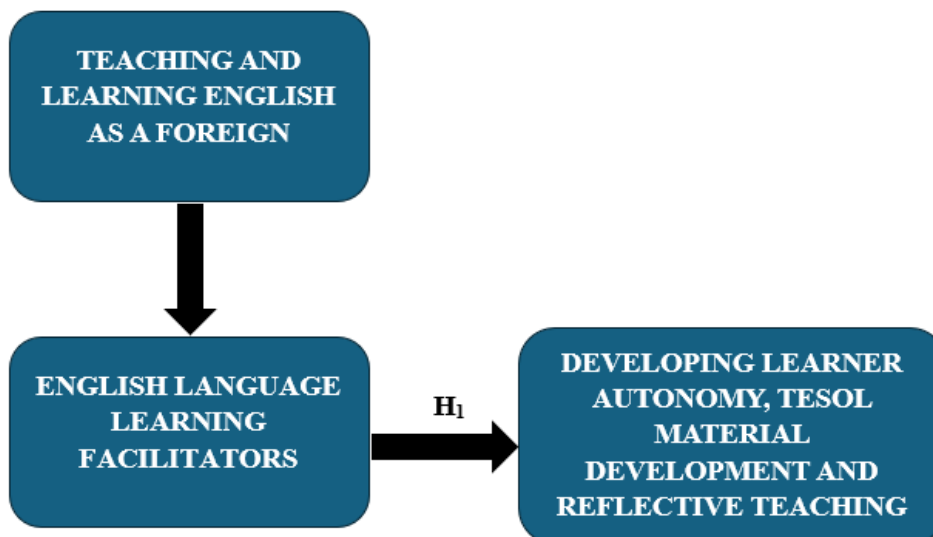 TEACHING AND
LEARNING ENGLISH
AS A FOREIGN
ENGLISH LANGUAGE
LEARNING
FACILITATORS
H1
DEVELOPING LEARNER
AUTONOMY, TESOL
MATERIAL
DEVELOPMENT AND
REFLECTIVE TEACHING